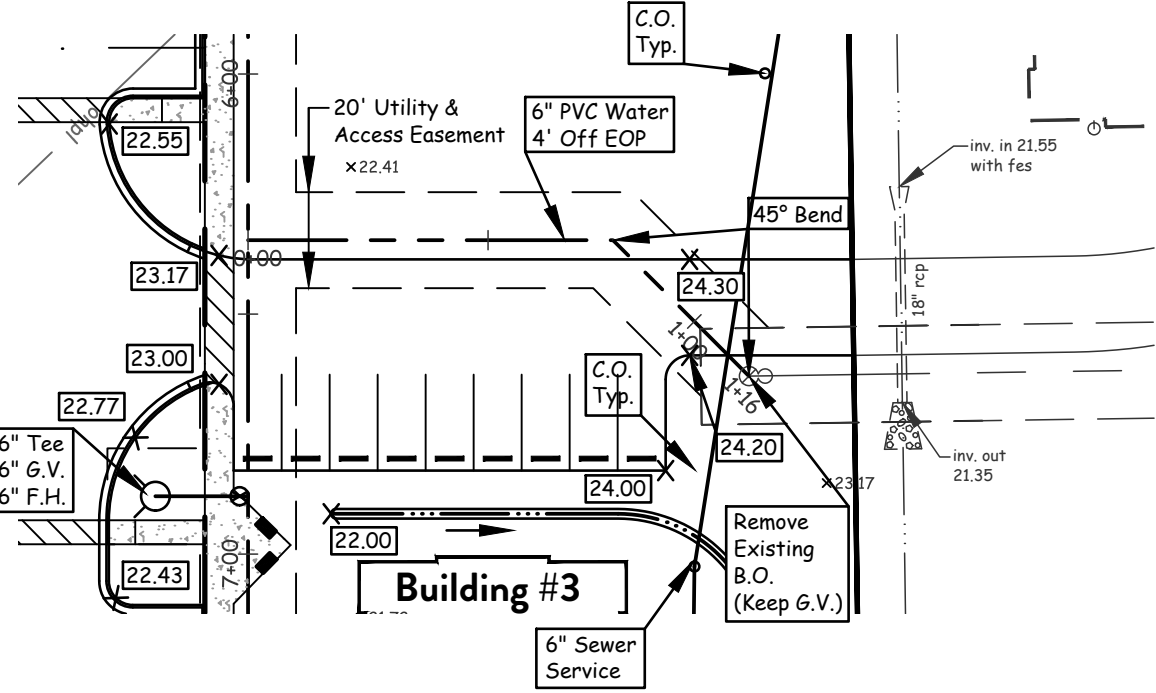 C.O.
Typ.
6+00
20' Utility &
Access Easement
6" PVC Water
4' Off EOP
ohpl
22.55
×22.41
inv. in 21.55
with fes
45° Bend
23.17
0+00
24.30
18" rcp
23.00
1+00
C.O.
Typ.
22.77
1+16
6" Tee
6" G.V.
6" F.H.
24.20
inv. out
21.35
24.00
×23.17
22.00
Remove
Existing
B.O.
(Keep G.V.)
7+00
22.43
Building #3
6" Sewer
Service